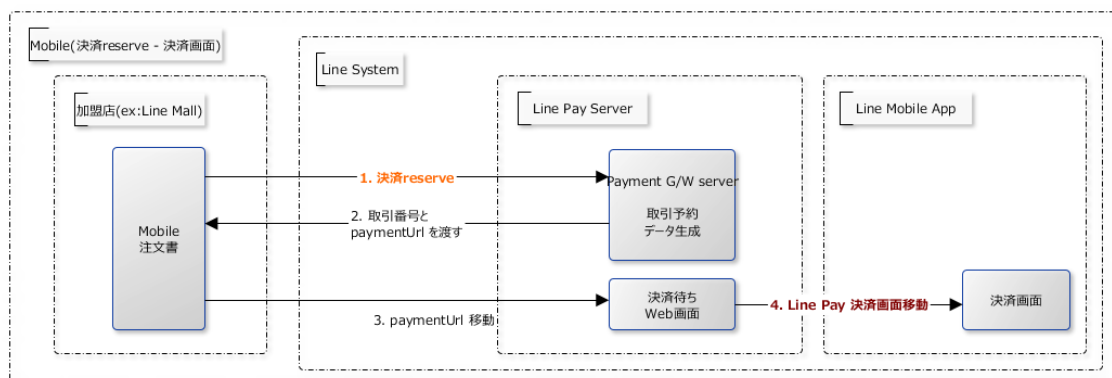 Mobile(決済reserve - 決済画面)
Line System
加盟店(ex:Line Mall)
Line Pay Server
Line Mobile App
1. 決済reserve
Payment G/W server
取引予約
データ生成
2. 取引番号と
paymentUrl を渡す
Mobile
注文書
3. paymentUrl 移動
決済待ち
Web画面
4. Line Pay 決済画面移動
決済画面